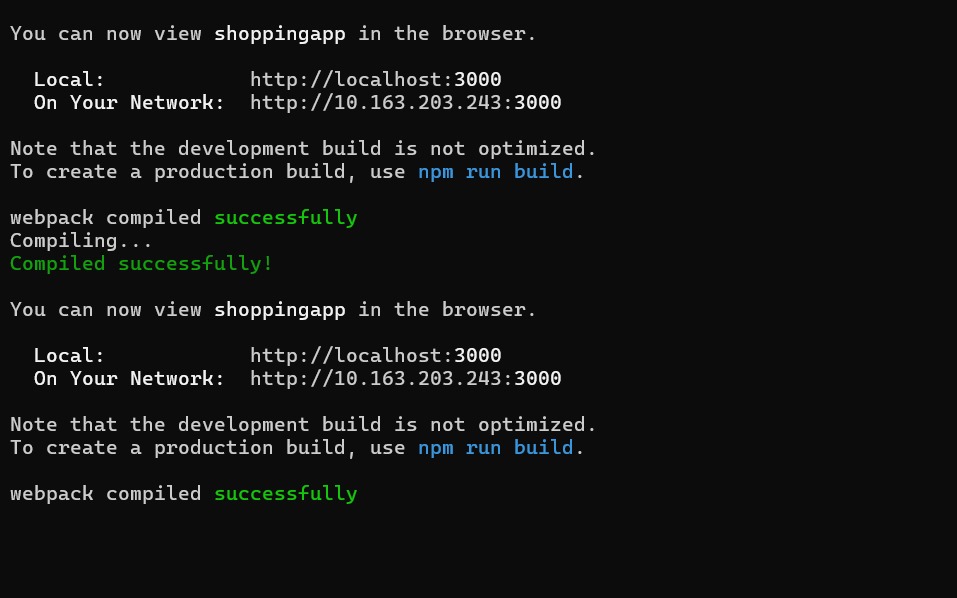 You can now view shoppingapp in the browser.
Local: http://localhost:3000
On Your Network: http://10.163.203.243:3000
Note that the development build is not optimized.
To create a production build, use npm run build.
webpack compiled successfully
Compiling...
Compiled successfully!
You can now view shoppingapp in the browser.
Local: http://localhost:3000
On Your Network: http://10.163.203.243:3000
Note that the development build is not optimized.
To create a production build, use npm run build.
webpack compiled successfully